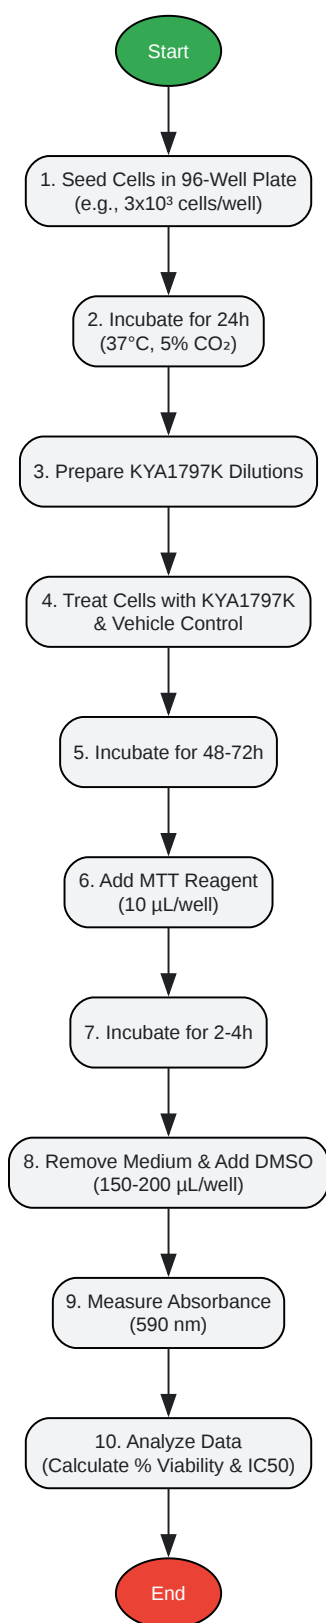 Start
1. Seed Cells in 96-Well Plate
(e.g., 3x10³ cells/well)
2. Incubate for 24h
(37°C, 5% CO₂)
3. Prepare KYA1797K Dilutions
4. Treat Cells with KYA1797K
& Vehicle Control
5. Incubate for 48-72h
6. Add MTT Reagent
(10 µL/well)
7. Incubate for 2-4h
8. Remove Medium & Add DMSO
(150-200 µL/well)
9. Measure Absorbance
(590 nm)
10. Analyze Data
(Calculate % Viability & IC50)
End